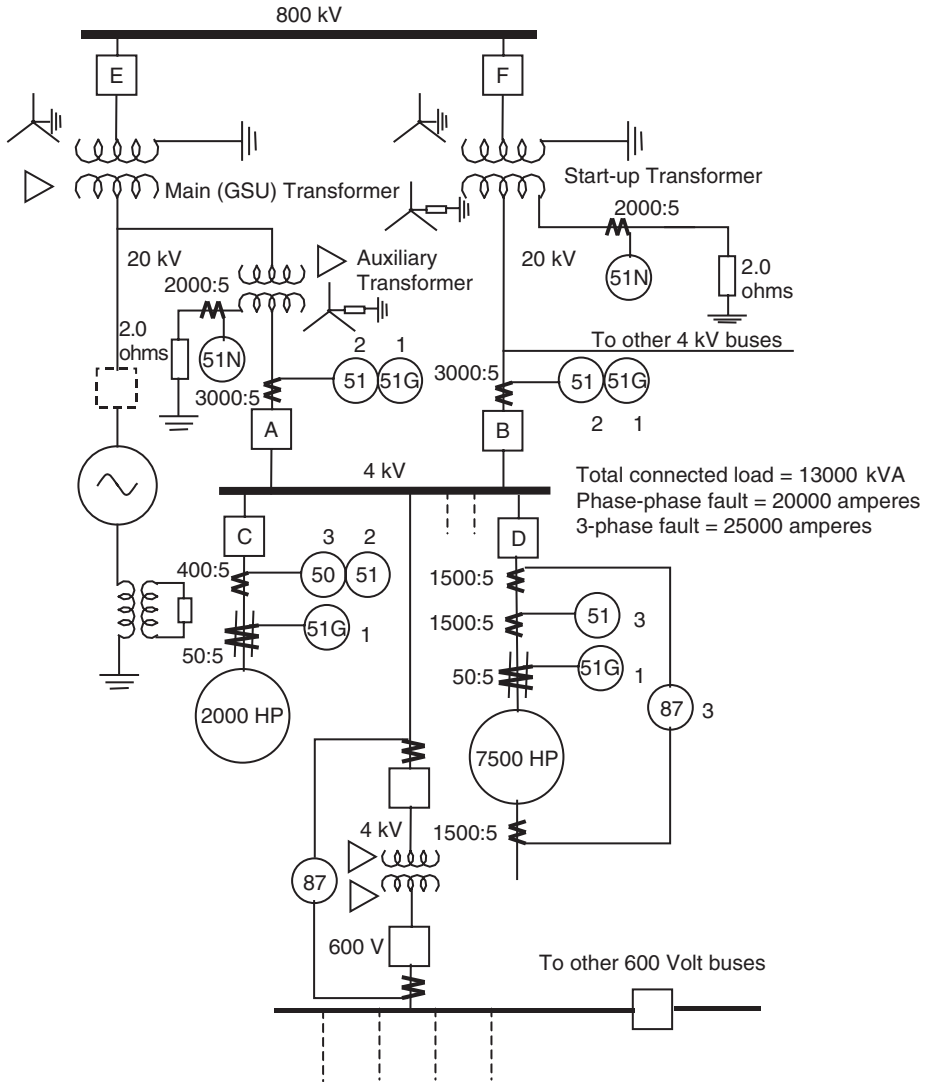 800 kV
E
F
Main (GSU) Transformer
Start-up Transformer
2000:5
20 kV
Auxiliary
Transformer
20 kV
51N
2.0
ohms
2000:5
2.0
ohms
51N
To other 4 kV buses
2 1
51 51G
3000:5
3000:5
51 51G
2 1
A
B
4 kV
Total connected load = 13000 kVA
Phase-phase fault = 20000 amperes
3-phase fault = 25000 amperes
C
D
3 2
400:5
50 51
1500:5
51G 1
1500:5
51 3
50:5
50:5
51G 1
2000 HP
87 3
7500 HP
4 kV
1500:5
87
600 V
To other 600 Volt buses